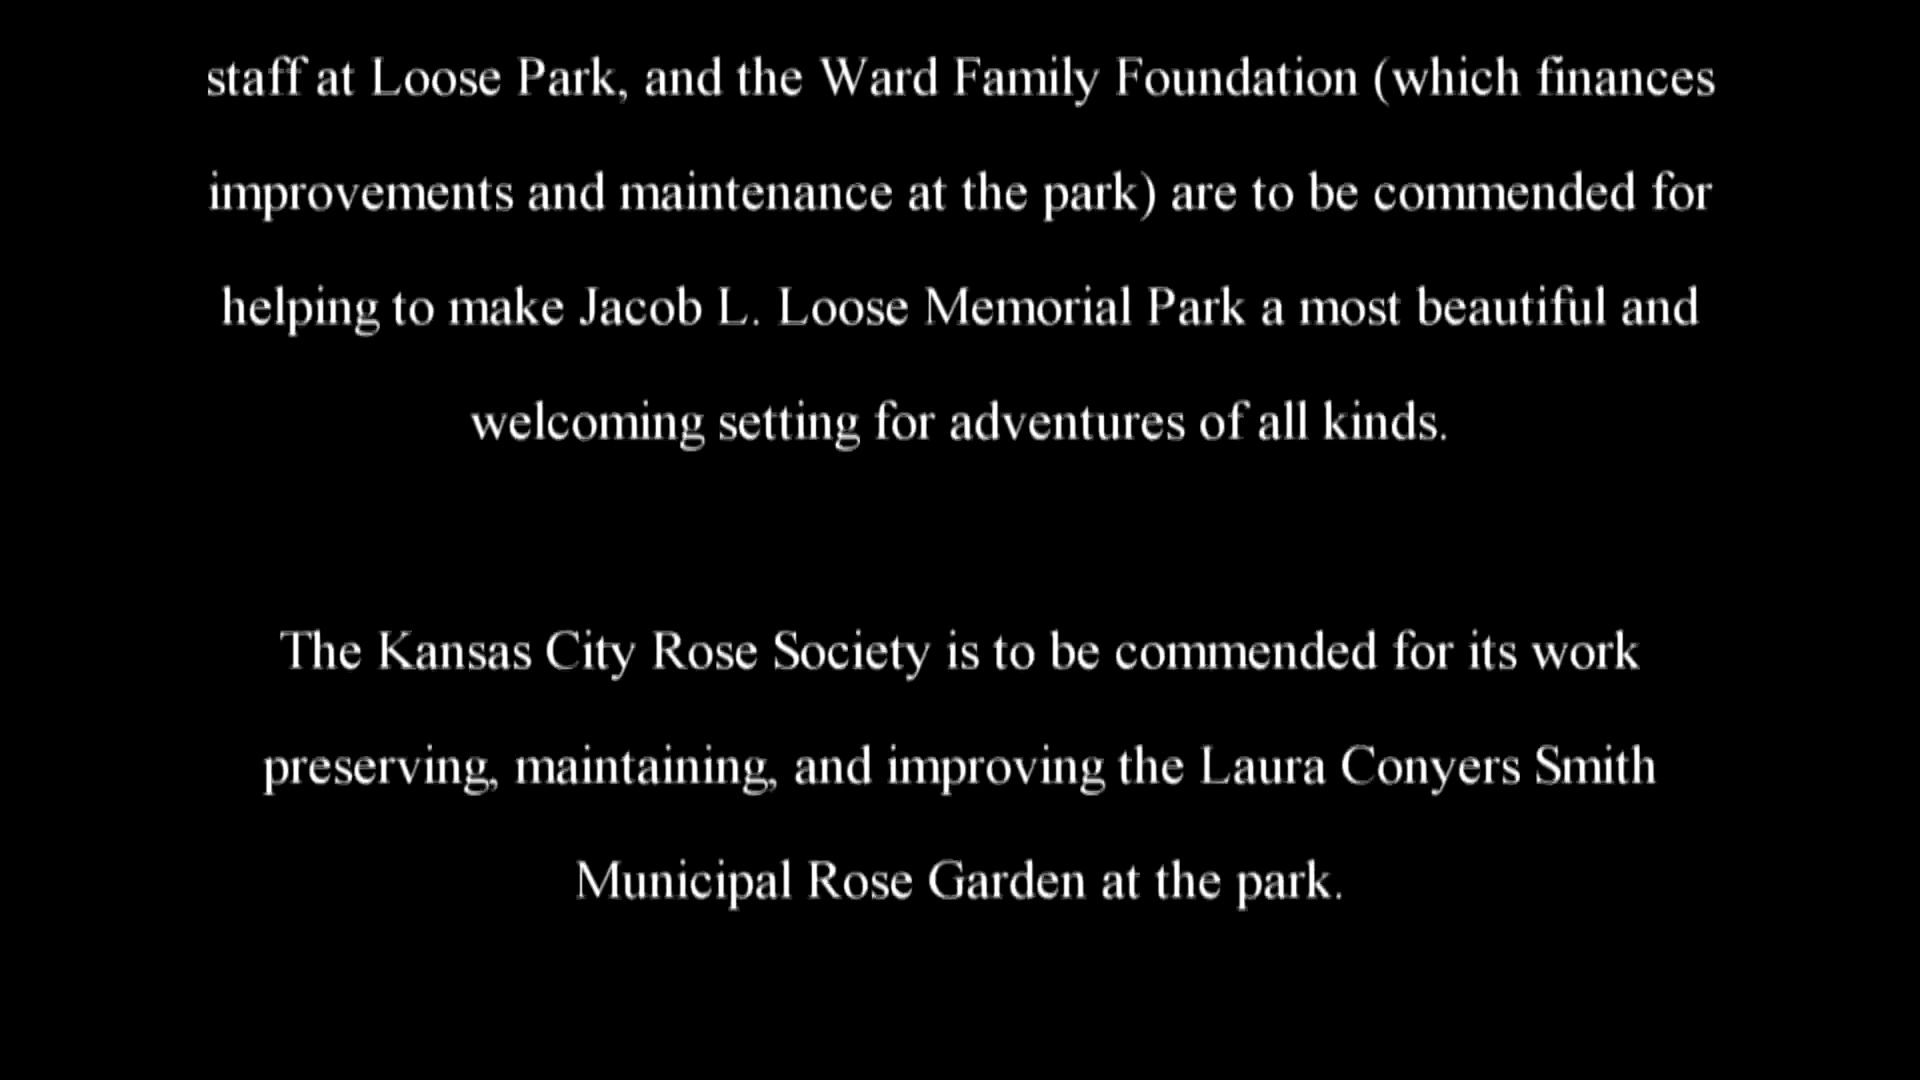 staff at Loose Park, and the Ward Family Foundation (which finances
improvements and maintenance at the park) are to be commended for
helping to make Jacob L. Loose Memorial Park a most beautiful and
welcoming setting for adventures of all kinds.
The Kansas City Rose Society is to be commended for its work
preserving, maintaining, and improving the Laura Conyers Smith
Municipal Rose Garden at the park.